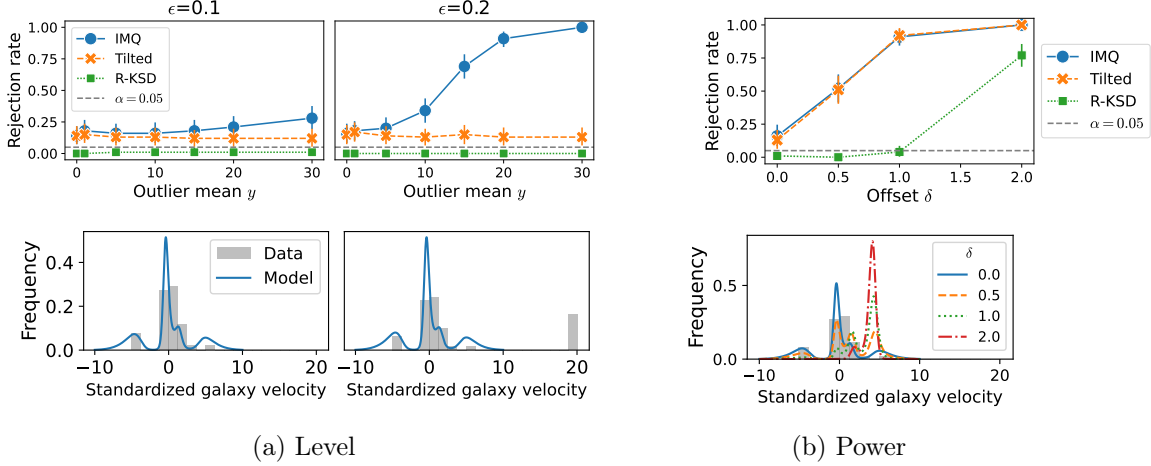 ϵ=0.1
ϵ=0.2
Rejection rate
1.00
0.75
0.50
0.25
0.00
IMQ
Tilted
R-KSD
α = 0.05
0 10 20 30
Outlier mean y
0 10 20 30
Outlier mean y
Rejection rate
1.00
0.75
0.50
0.25
0.00
0.0 0.5 1.0 1.5 2.0
Offset δ
IMQ
Tilted
R-KSD
α = 0.05
Frequency
0.4
0.2
0.0
Data
Model
−10 0 10 20
Standardized galaxy velocity
−10 0 10 20
Standardized galaxy velocity
Frequency
0.5
0.0
δ
0.0
0.5
1.0
2.0
−10 0 10 20
Standardized galaxy velocity
(a) Level
(b) Power